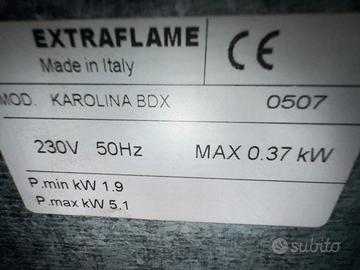 EXTRAFLAME
Made in Italy
CE
MOD. KAROLINA BDX 0507
230V 50Hz MAX 0.37 kW
P.min kW 1.9
P.max kW 5.1
subito